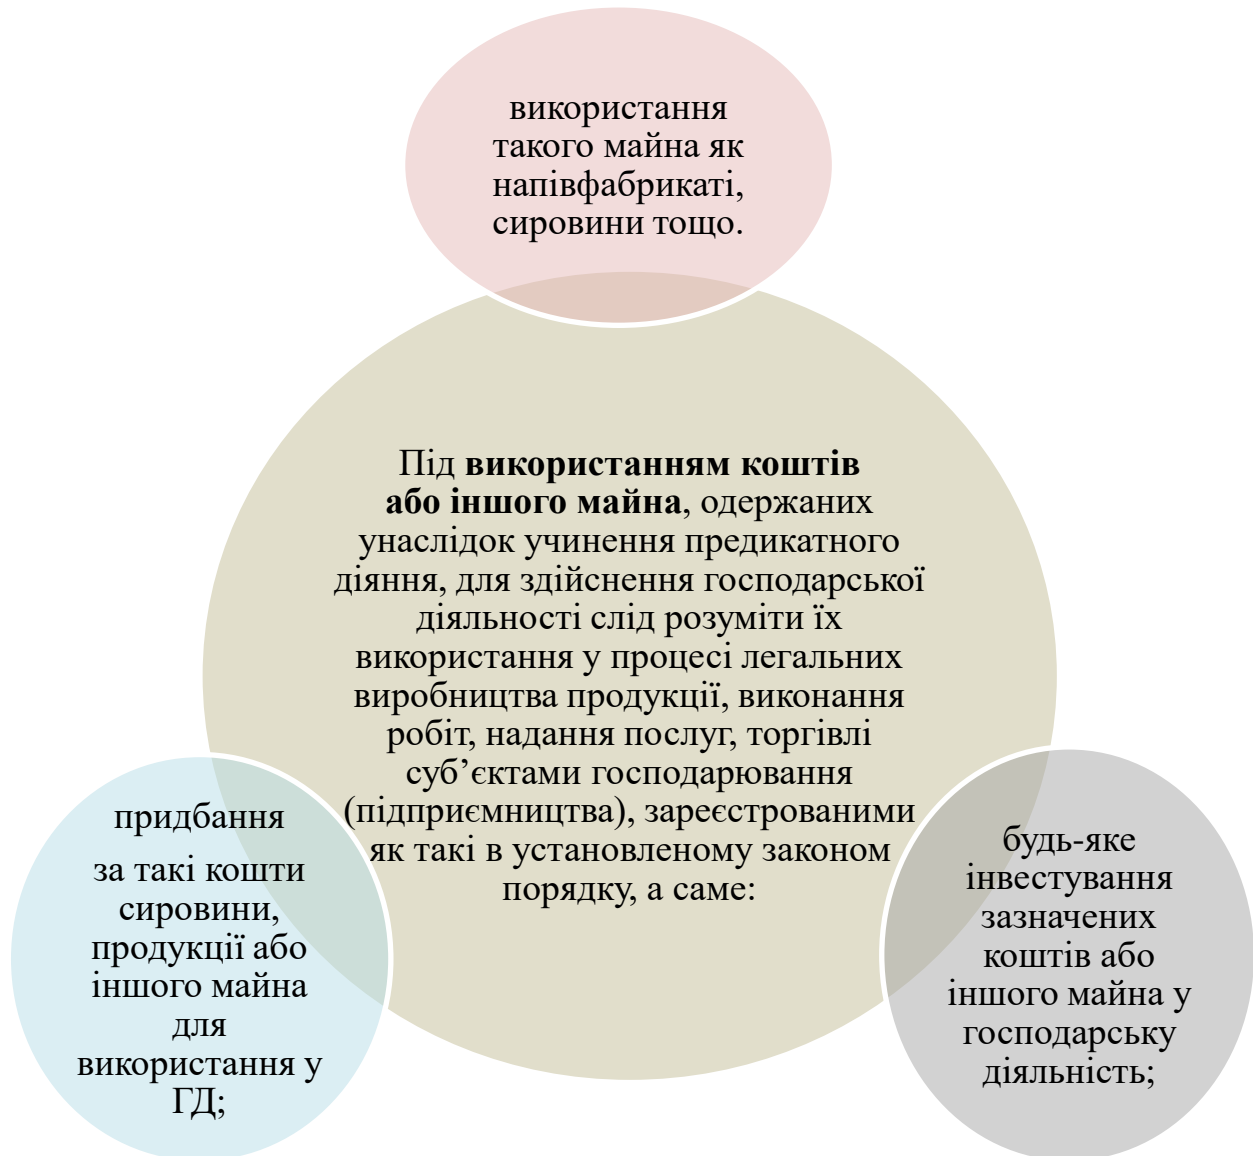 використання
такого майна як
напівфабрикаті,
сировини тощо.
Під використанням коштів
або іншого майна, одержаних
унаслідок учинення предикатного
діяння, для здійснення господарської
діяльності слід розуміти їх
використання у процесі легальних
виробництва продукції, виконання
робіт, надання послуг, торгівлі
суб’єктами господарювання
(підприємництва), зареєстрованими
як такі в установленому законом
порядку, а саме:
придбання
за такі кошти
сировини,
продукції або
іншого майна
для
використання у
ГД;
будь-яке
інвестування
зазначених
коштів або
іншого майна у
господарську
діяльність;